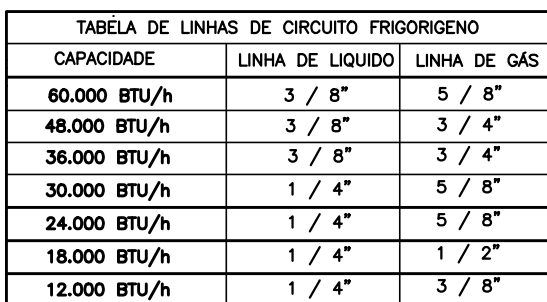 TABELA DE LINHAS DE CIRCUITO FRIGORIGENO
CAPACIDADE LINHA DE LIQUIDO LINHA DE GÁS
60.000 BTU/h 3 / 8" 5 / 8"
48.000 BTU/h 3 / 8" 3 / 4"
36.000 BTU/h 3 / 8" 3 / 4"
30.000 BTU/h 1 / 4" 5 / 8"
24.000 BTU/h 1 / 4" 5 / 8"
18.000 BTU/h 1 / 4" 1 / 2"
12.000 BTU/h 1 / 4" 3 / 8"